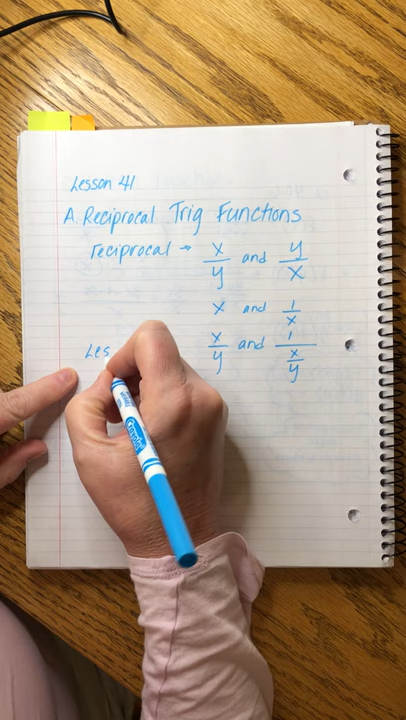 Lesson 41
A. Reciprocal Trig Functions
reciprocal → x/y and y/x
x and 1/x
x/y and 1/(x/y)
Les
Crayola